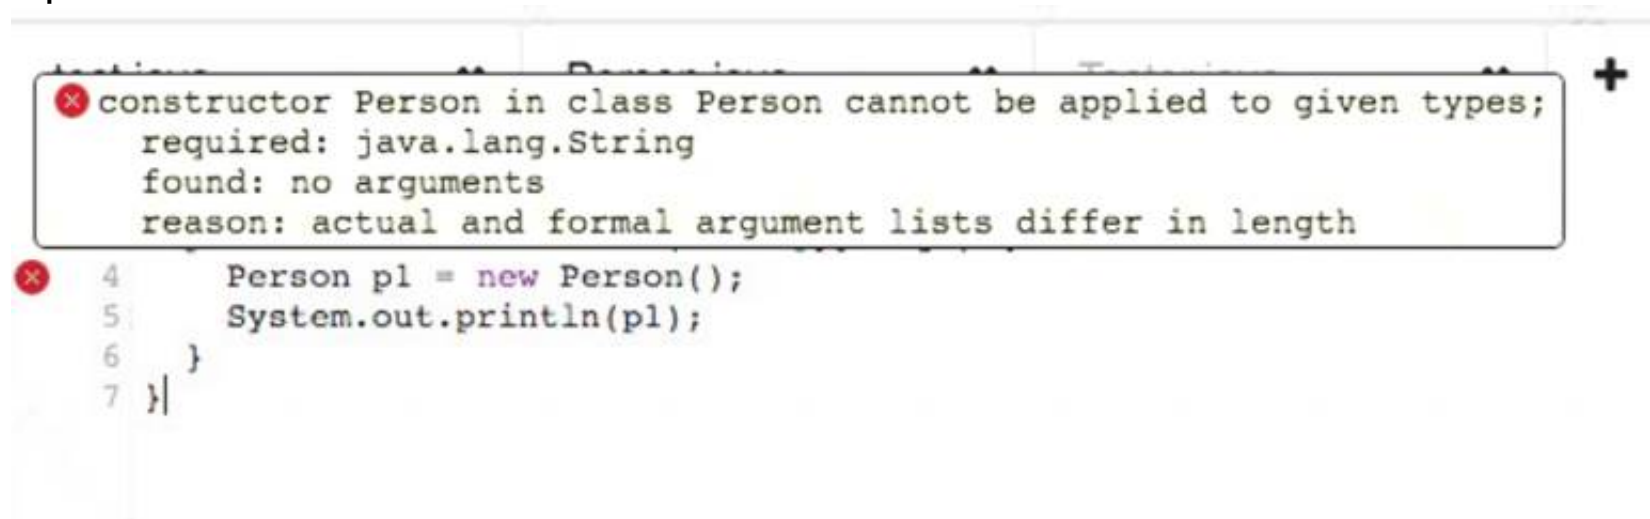 constructor Person in class Person cannot be applied to given types;
required: java.lang.String
found: no arguments
reason: actual and formal argument lists differ in length
4 Person p1 = new Person();
5 System.out.println(p1);
6 }
7 }